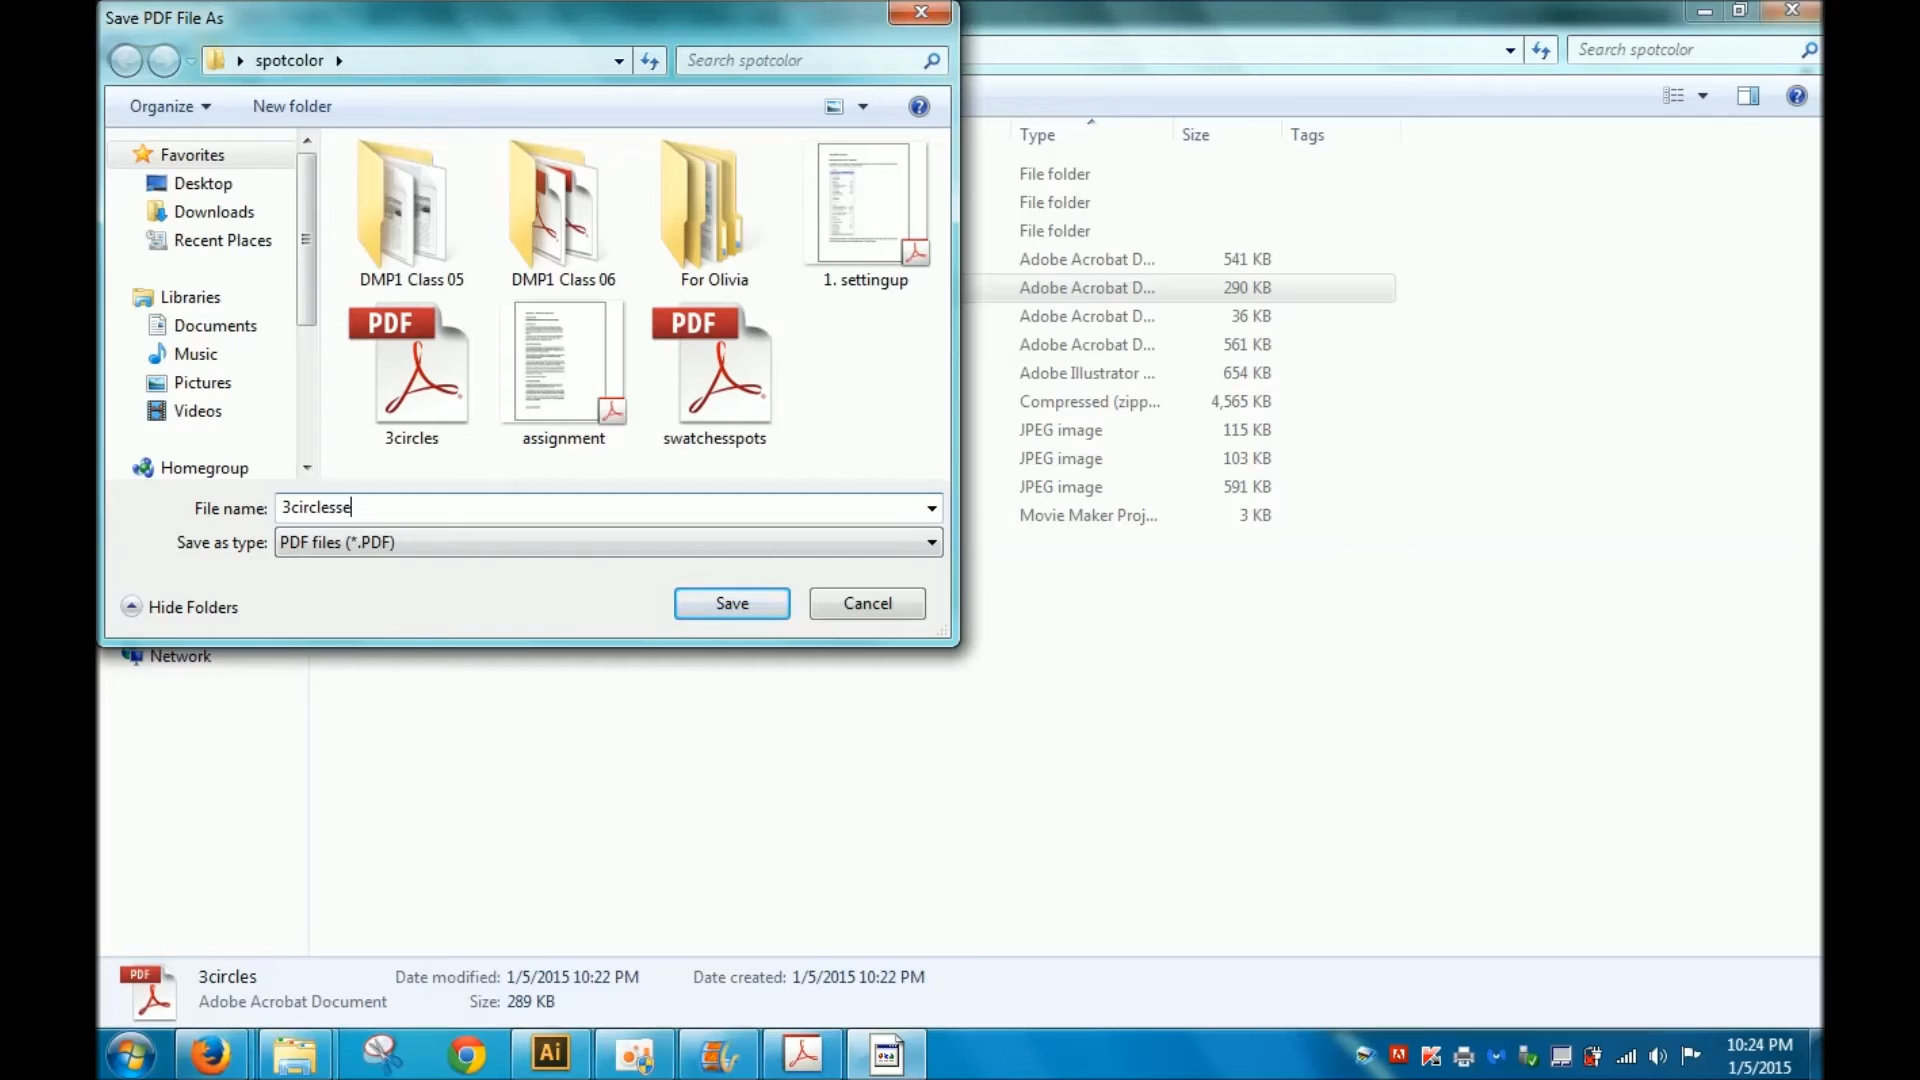 Save PDF File As
spotcolor
Search spotcolor
Search spotcolor
Organize
New folder
Favorites
Desktop
Downloads
Recent Places
Libraries
Documents
Music
Pictures
Videos
Homegroup
Network
DMP1 Class 05
DMP1 Class 06
For Olivia
1. settingup
PDF
3circles
assignment
PDF
swatchesspots
File name: 3circlesse
Save as type: PDF files (*.PDF)
Hide Folders
Save
Cancel
Type Size Tags
File folder
File folder
File folder
Adobe Acrobat D... 541 KB
Adobe Acrobat D... 290 KB
Adobe Acrobat D... 36 KB
Adobe Acrobat D... 561 KB
Adobe Illustrator ... 654 KB
Compressed (zipp... 4,565 KB
JPEG image 115 KB
JPEG image 103 KB
JPEG image 591 KB
Movie Maker Proj... 3 KB
PDF
3circles Date modified: 1/5/2015 10:22 PM Date created: 1/5/2015 10:22 PM
Adobe Acrobat Document Size: 289 KB
Ai
10:24 PM
1/5/2015